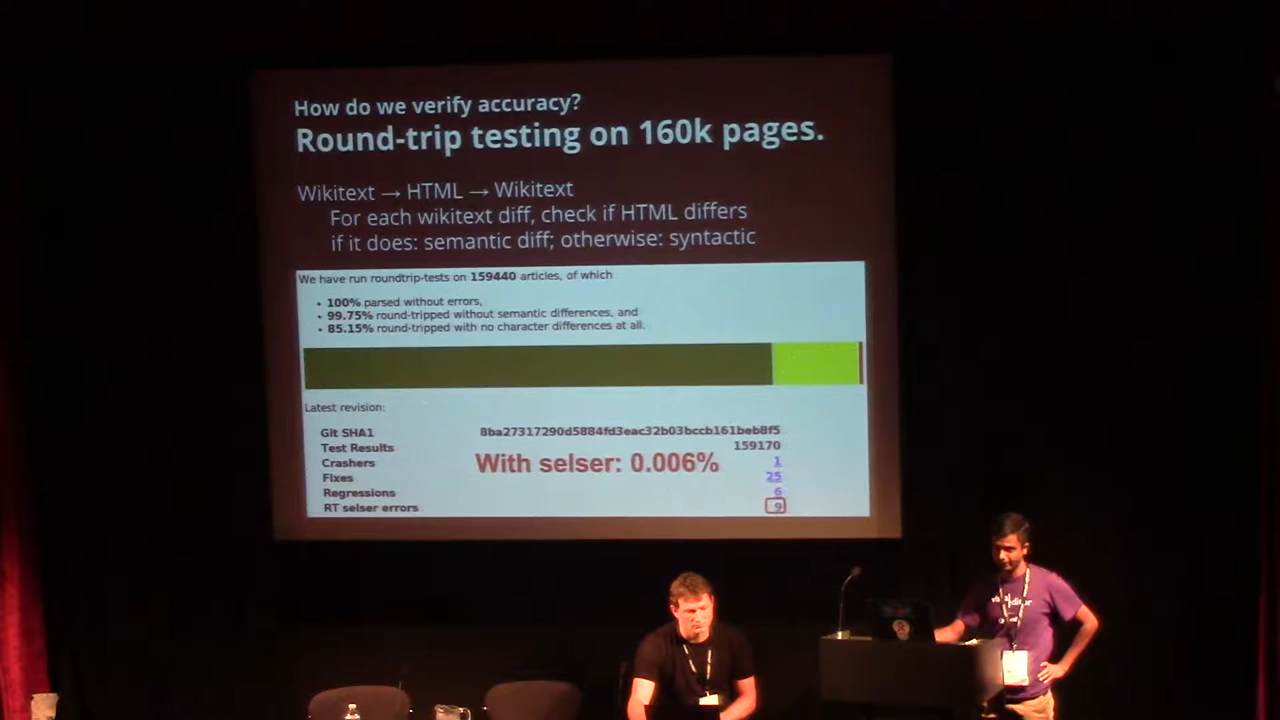 How do we verify accuracy?
Round-trip testing on 160k pages.
Wikitext → HTML → Wikitext
For each wikitext diff, check if HTML differs
if it does: semantic diff; otherwise: syntactic
We have run roundtrip-tests on 159440 articles, of which
• 100% parsed without errors,
• 99.75% round-tripped without semantic differences, and
• 85.15% round-tripped with no character differences at all.
Latest revision:
Git SHA1 8ba27317290d5884fd3eac32b03bccb161beb8f5
Test Results 159170
Crashers 1
With selser: 0.006%
Fixes 25
Regressions 6
RT selser errors 9